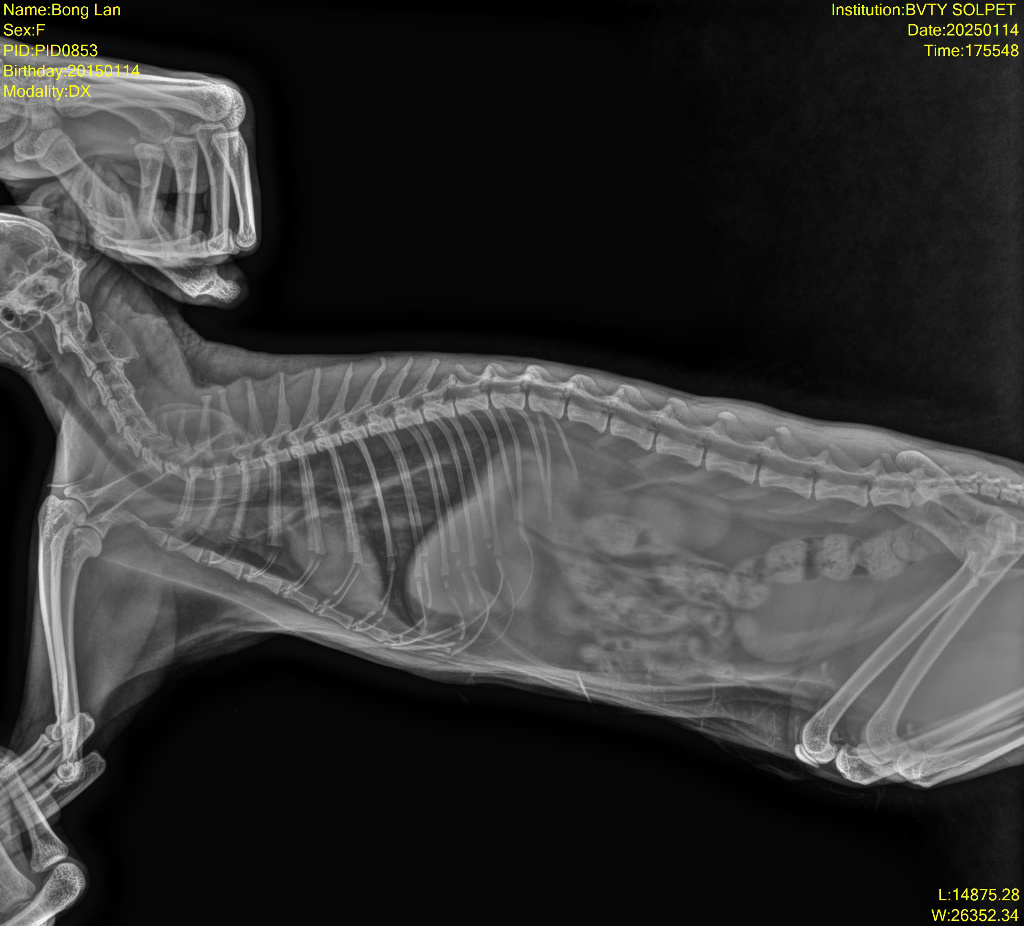 Name:Bong Lan
Sex:F
PID:PID0853
Birthday:20150114
Modality:DX
Institution:BVTY SOLPET
Date:20250114
Time:175548
L:14875.28
W:26352.34